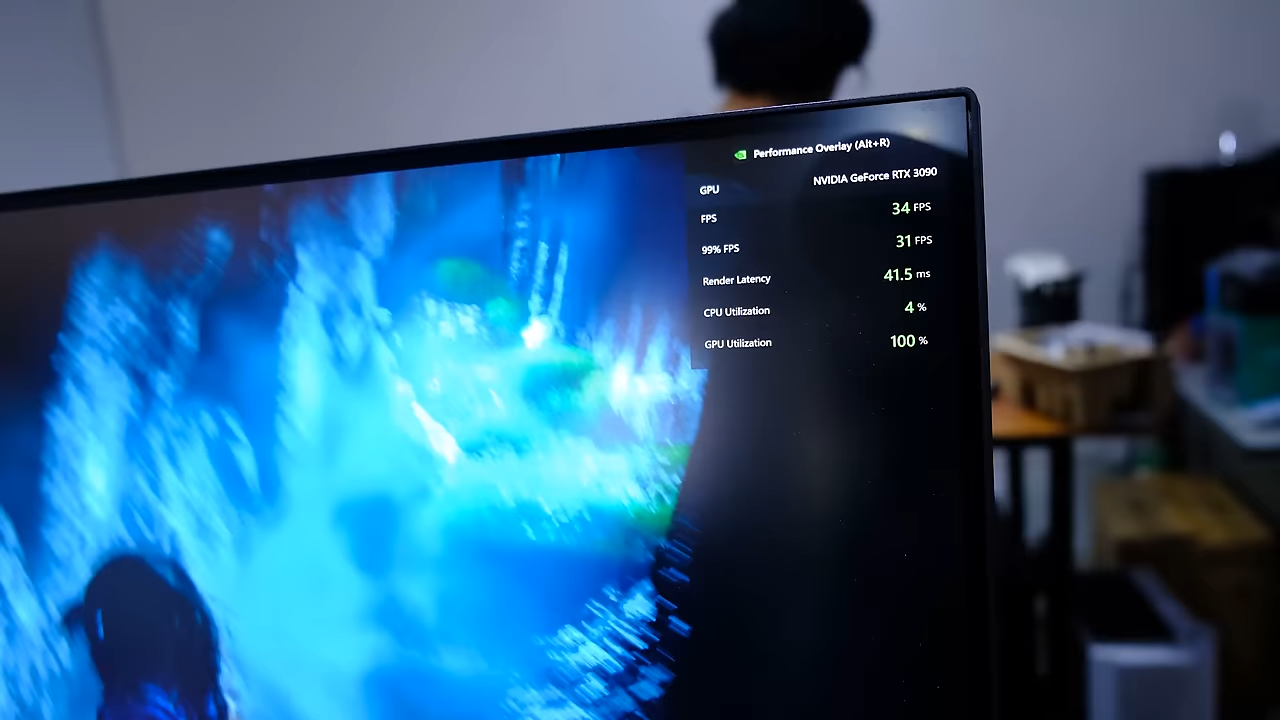 Performance Overlay (Alt+R)
GPU NVIDIA GeForce RTX 3090
FPS 34 FPS
99% FPS 31 FPS
Render Latency 41.5 ms
CPU Utilization 4 %
GPU Utilization 100 %